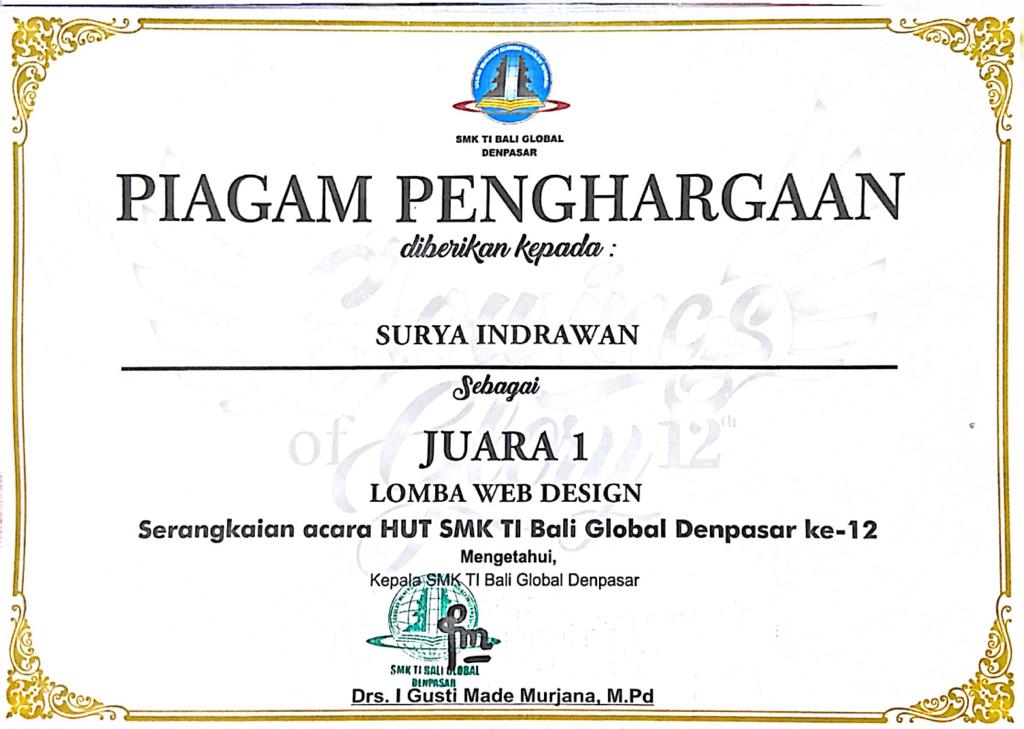 SMK TI BALI GLOBAL
DENPASAR
PIAGAM PENGHARGAAN
diberikan kepada :
Wings
SURYA INDRAWAN
Sebagai
of Glory 12th
JUARA 1
LOMBA WEB DESIGN
Serangkaian acara HUT SMK TI Bali Global Denpasar ke-12
Mengetahui,
Kepala SMK TI Bali Global Denpasar
SMK TI BALI GLOBAL
DENPASAR
Drs. I Gusti Made Murjana, M.Pd